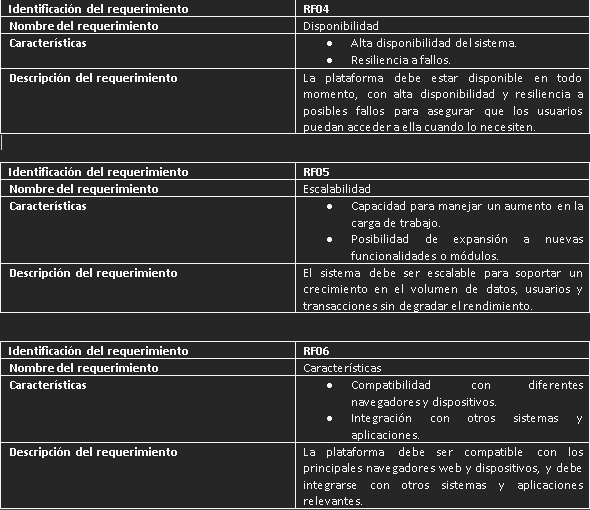 Identificación del requerimiento RF04
Nombre del requerimiento Disponibilidad
Características ● Alta disponibilidad del sistema.
● Resiliencia a fallos.
Descripción del requerimiento La plataforma debe estar disponible en todo
momento, con alta disponibilidad y resiliencia a
posibles fallos para asegurar que los usuarios
puedan acceder a ella cuando lo necesiten.
Identificación del requerimiento RF05
Nombre del requerimiento Escalabilidad
Características ● Capacidad para manejar un aumento en la
carga de trabajo.
● Posibilidad de expansión a nuevas
funcionalidades o módulos.
Descripción del requerimiento El sistema debe ser escalable para soportar un
crecimiento en el volumen de datos, usuarios y
transacciones sin degradar el rendimiento.
Identificación del requerimiento RF06
Nombre del requerimiento Características
Características ● Compatibilidad con diferentes
navegadores y dispositivos.
● Integración con otros sistemas y
aplicaciones.
Descripción del requerimiento La plataforma debe ser compatible con los
principales navegadores web y dispositivos, y debe
integrarse con otros sistemas y aplicaciones
relevantes.